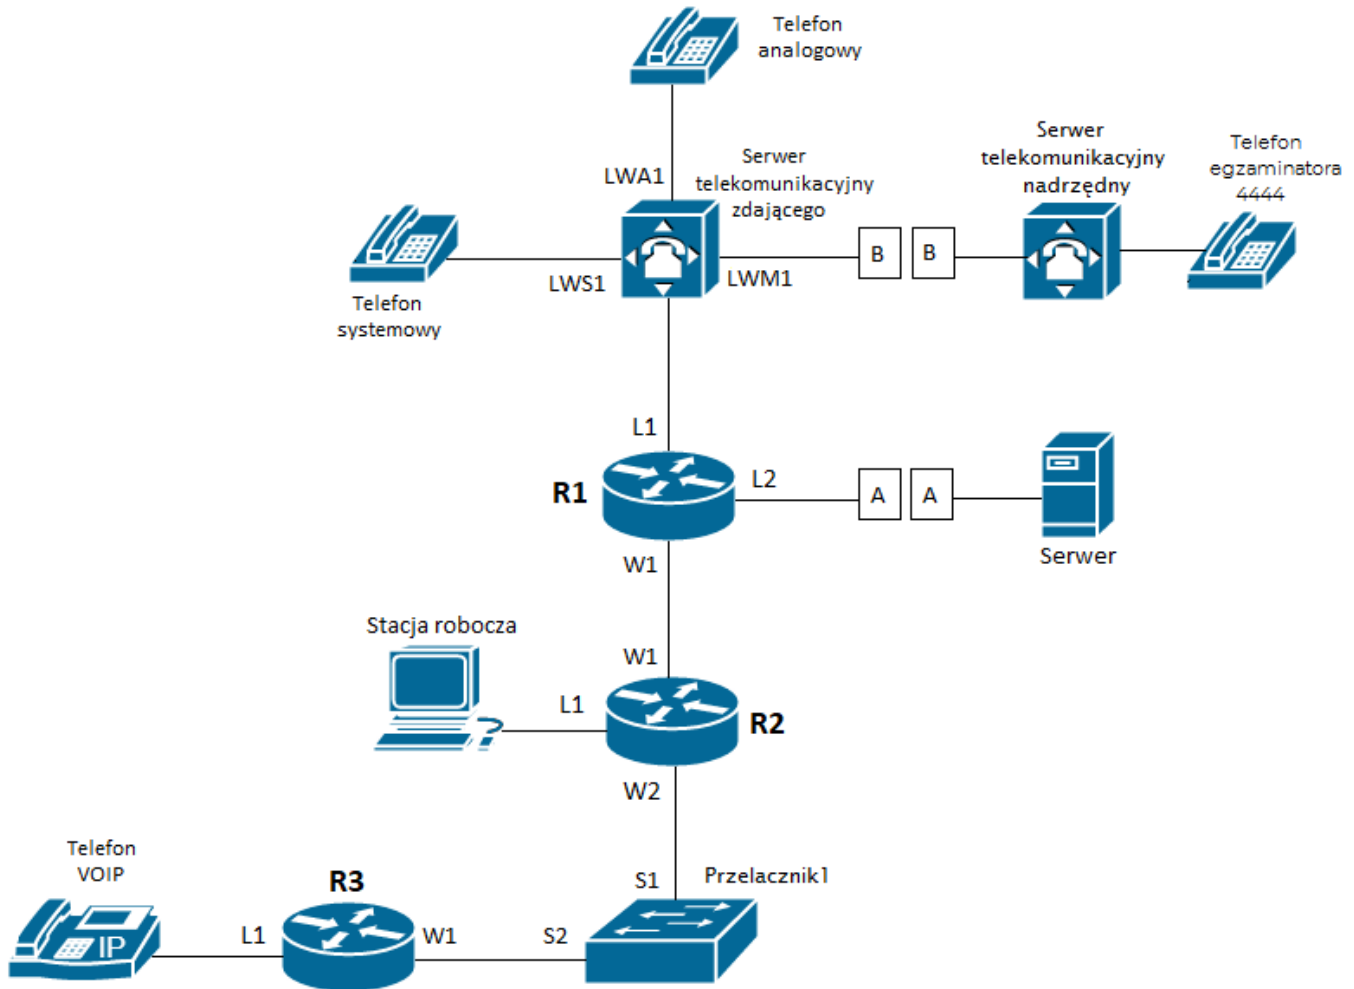 Telefon
analogowy
LWA1
Serwer
telekomunikacyjny
zdającego
Serwer
telekomunikacyjny
nadrzędny
Telefon
egzaminatora
4444
LWS1
LWM1
B
B
Telefon
systemowy
L1
R1
L2
A
A
Serwer
W1
Stacja robocza
W1
L1
R2
W2
Telefon
VOIP
IP
R3
S1
Przelacznik1
L1
W1
S2